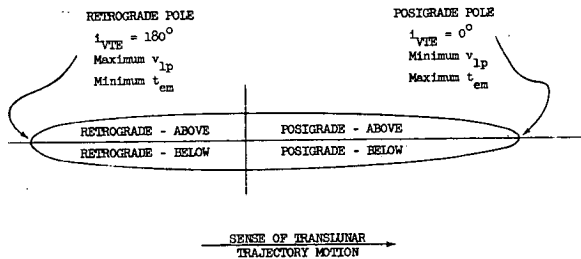 RETROGRADE POLE
i_VTE = 180°
Maximum v_lp
Minimum t_em
POSIGRADE POLE
i_VTE = 0°
Minimum v_lp
Maximum t_em
RETROGRADE - ABOVE
POSIGRADE - ABOVE
RETROGRADE - BELOW
POSIGRADE - BELOW
SENSE OF TRANSLUNAR
TRAJECTORY MOTION